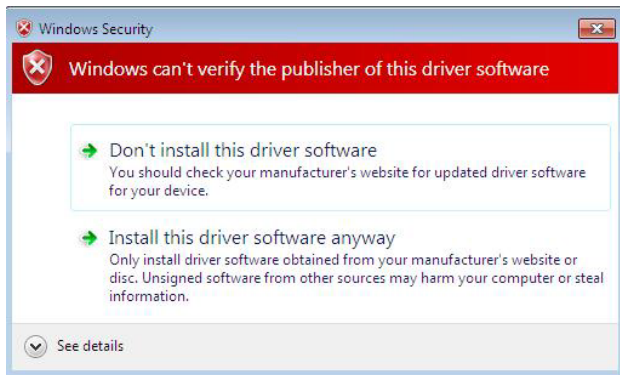 Windows Security
Windows can't verify the publisher of this driver software
Don't install this driver software
You should check your manufacturer's website for updated driver software
for your device.
Install this driver software anyway
Only install driver software obtained from your manufacturer's website or
disc. Unsigned software from other sources may harm your computer or steal
information.
See details